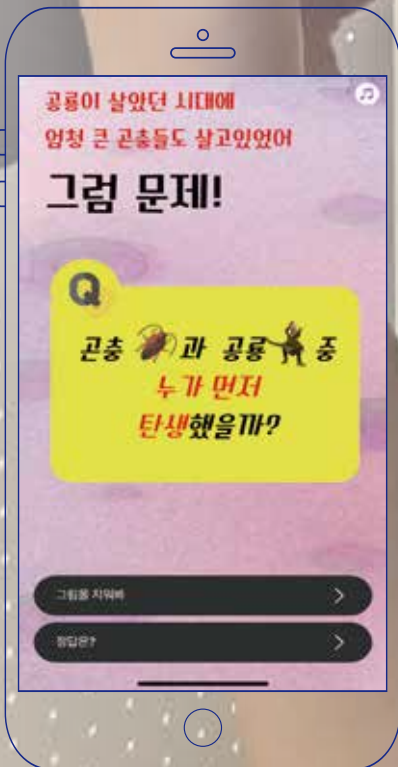 공룡이 살았던 시대에
엄청 큰 곤충들도 살고있었어
그럼 문제!
Q
곤충 과 공룡 중
누가 먼저
탄생했을까?
그림을 지워봐
정답은?